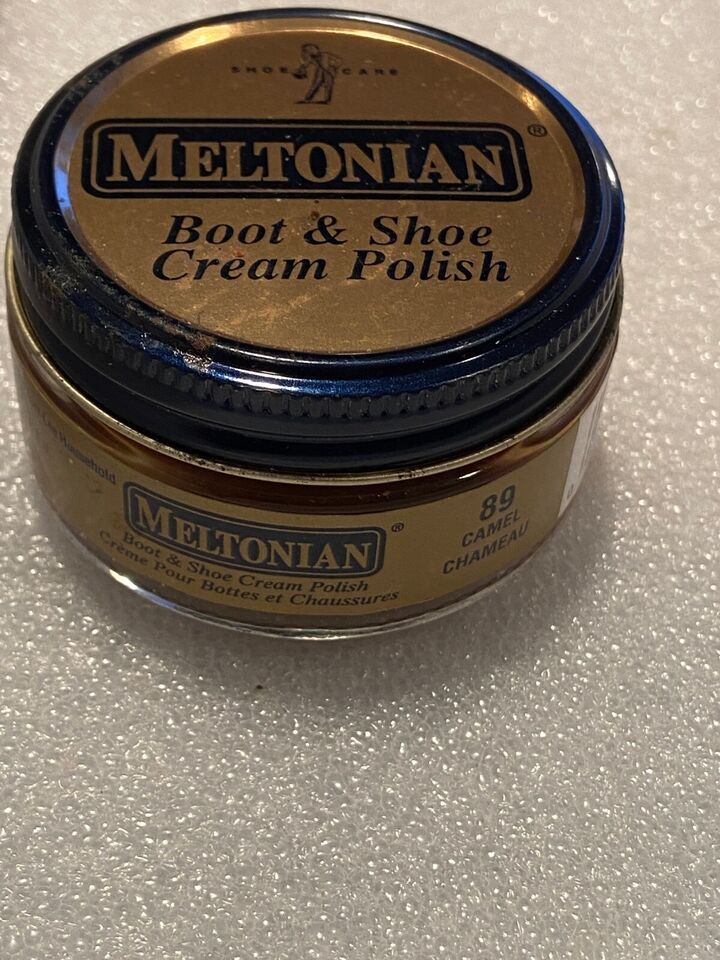 SHOE CARE
MELTONIAN®
Boot & Shoe
Cream Polish
Household
MELTONIAN®
Boot & Shoe Cream Polish
Crème Pour Bottes et Chaussures
89
CAMEL
CHAMEAU